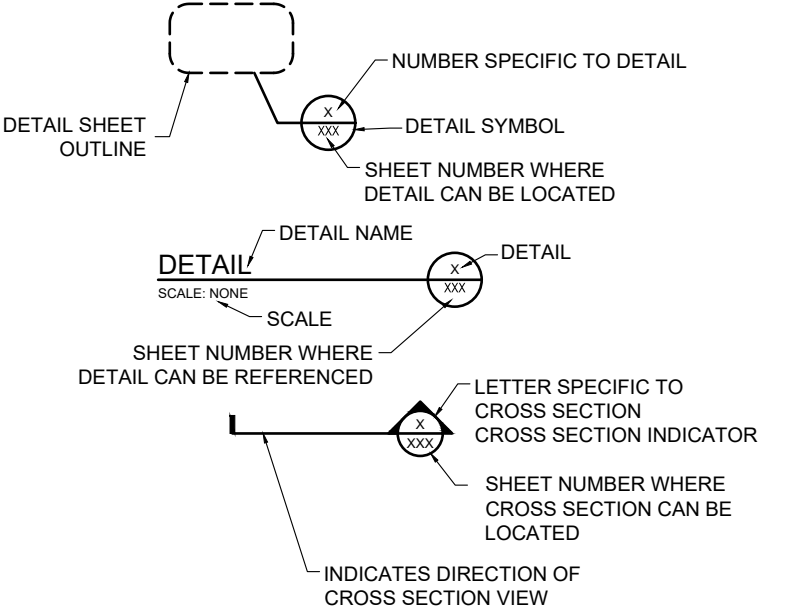 NUMBER SPECIFIC TO DETAIL
X
XXX
DETAIL SYMBOL
DETAIL SHEET
OUTLINE
SHEET NUMBER WHERE
DETAIL CAN BE LOCATED
DETAIL NAME
DETAIL
X
XXX
DETAIL
SCALE: NONE
SCALE
SHEET NUMBER WHERE
DETAIL CAN BE REFERENCED
LETTER SPECIFIC TO
CROSS SECTION
CROSS SECTION INDICATOR
X
XXX
SHEET NUMBER WHERE
CROSS SECTION CAN BE
LOCATED
INDICATES DIRECTION OF
CROSS SECTION VIEW